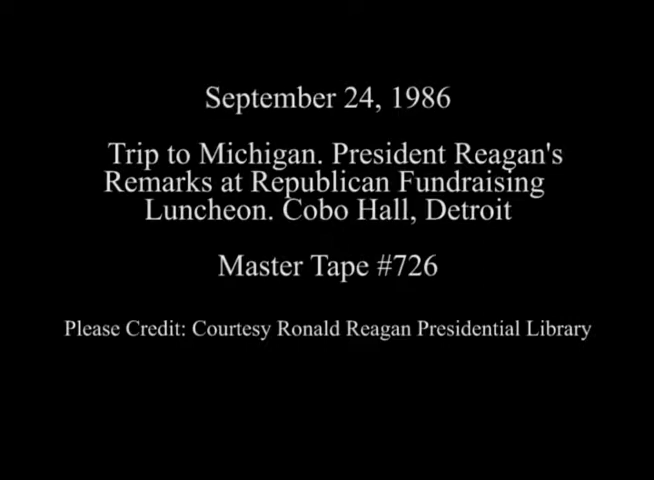 September 24, 1986
Trip to Michigan. President Reagan's
Remarks at Republican Fundraising
Luncheon. Cobo Hall, Detroit
Master Tape #726
Please Credit: Courtesy Ronald Reagan Presidential Library